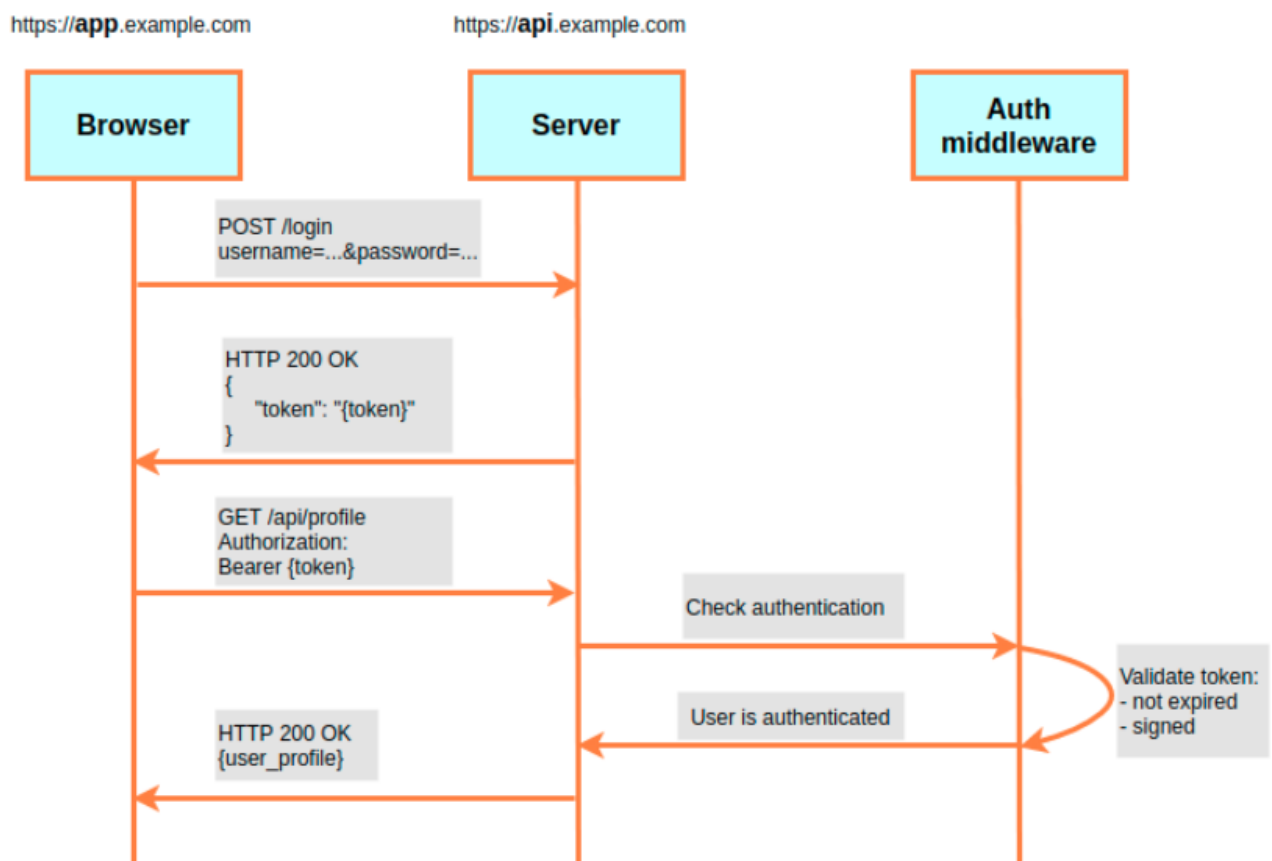 https://app.example.com
https://api.example.com
Browser
Server
Auth
middleware
POST /login
username=...&password=...
HTTP 200 OK
{
"token": "{token}"
}
GET /api/profile
Authorization:
Bearer {token}
Check authentication
Validate token:
- not expired
- signed
User is authenticated
HTTP 200 OK
{user_profile}